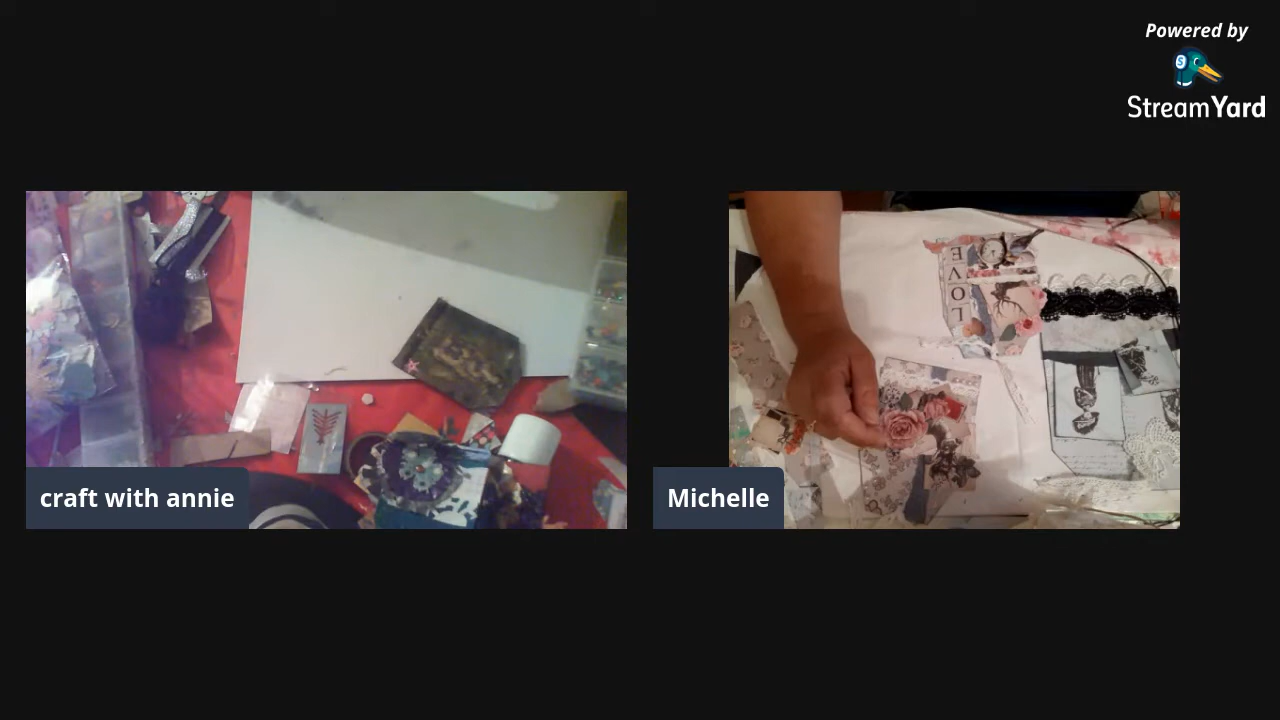 Powered by
StreamYard
craft with annie
Michelle
LOVE